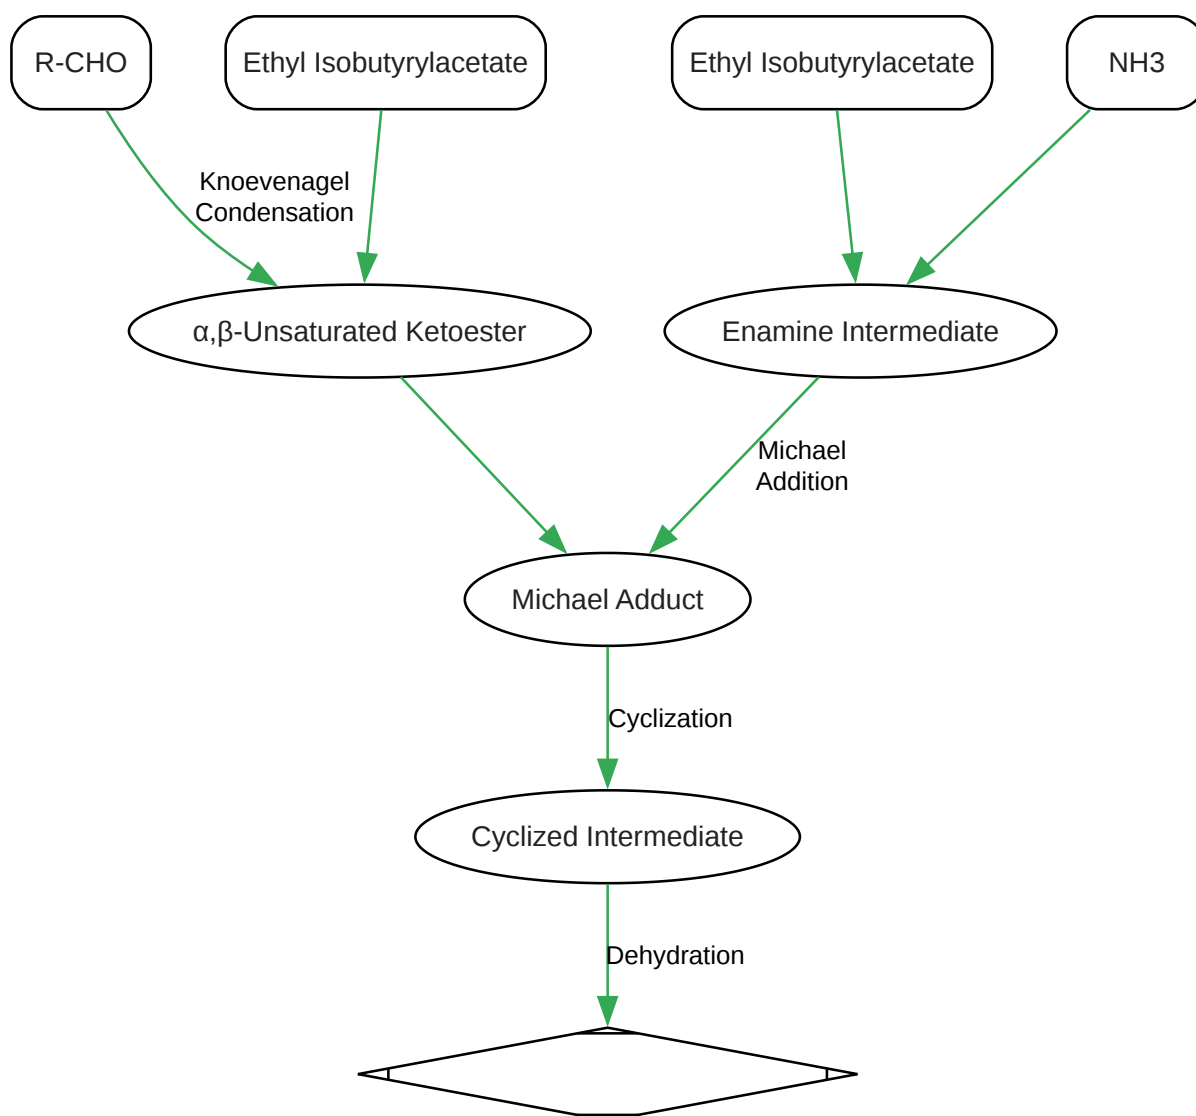 R-CHO
Ethyl Isobutyrylacetate
Ethyl Isobutyrylacetate
NH3
Knoevenagel
Condensation
α,β-Unsaturated Ketoester
Enamine Intermediate
Michael
Addition
Michael Adduct
Cyclization
Cyclized Intermediate
Dehydration